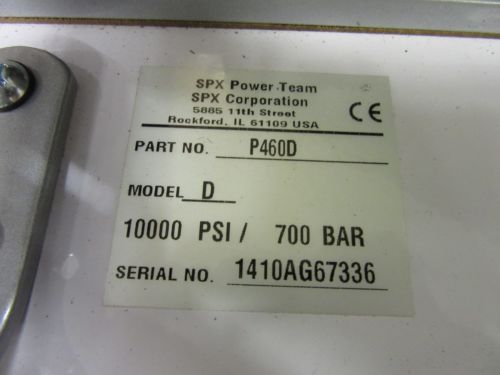 SPX Power Team
SPX Corporation
5885 11th Street
Rockford, IL 61109 USA
CE
PART NO. P460D
MODEL D
10000 PSI / 700 BAR
SERIAL NO. 1410AG67336